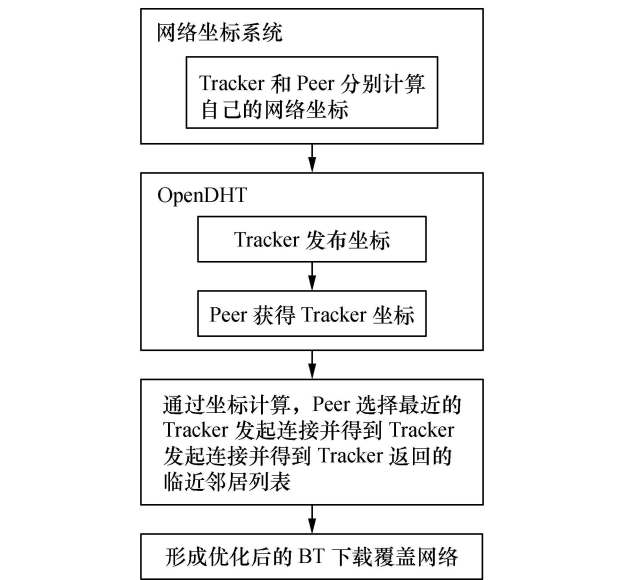 网络坐标系统
Tracker 和 Peer 分别计算
自己的网络坐标
OpenDHT
Tracker 发布坐标
Peer 获得 Tracker 坐标
通过坐标计算，Peer 选择最近的
Tracker 发起连接并得到 Tracker
发起连接并得到 Tracker 返回的
临近邻居列表
形成优化后的 BT 下载覆盖网络